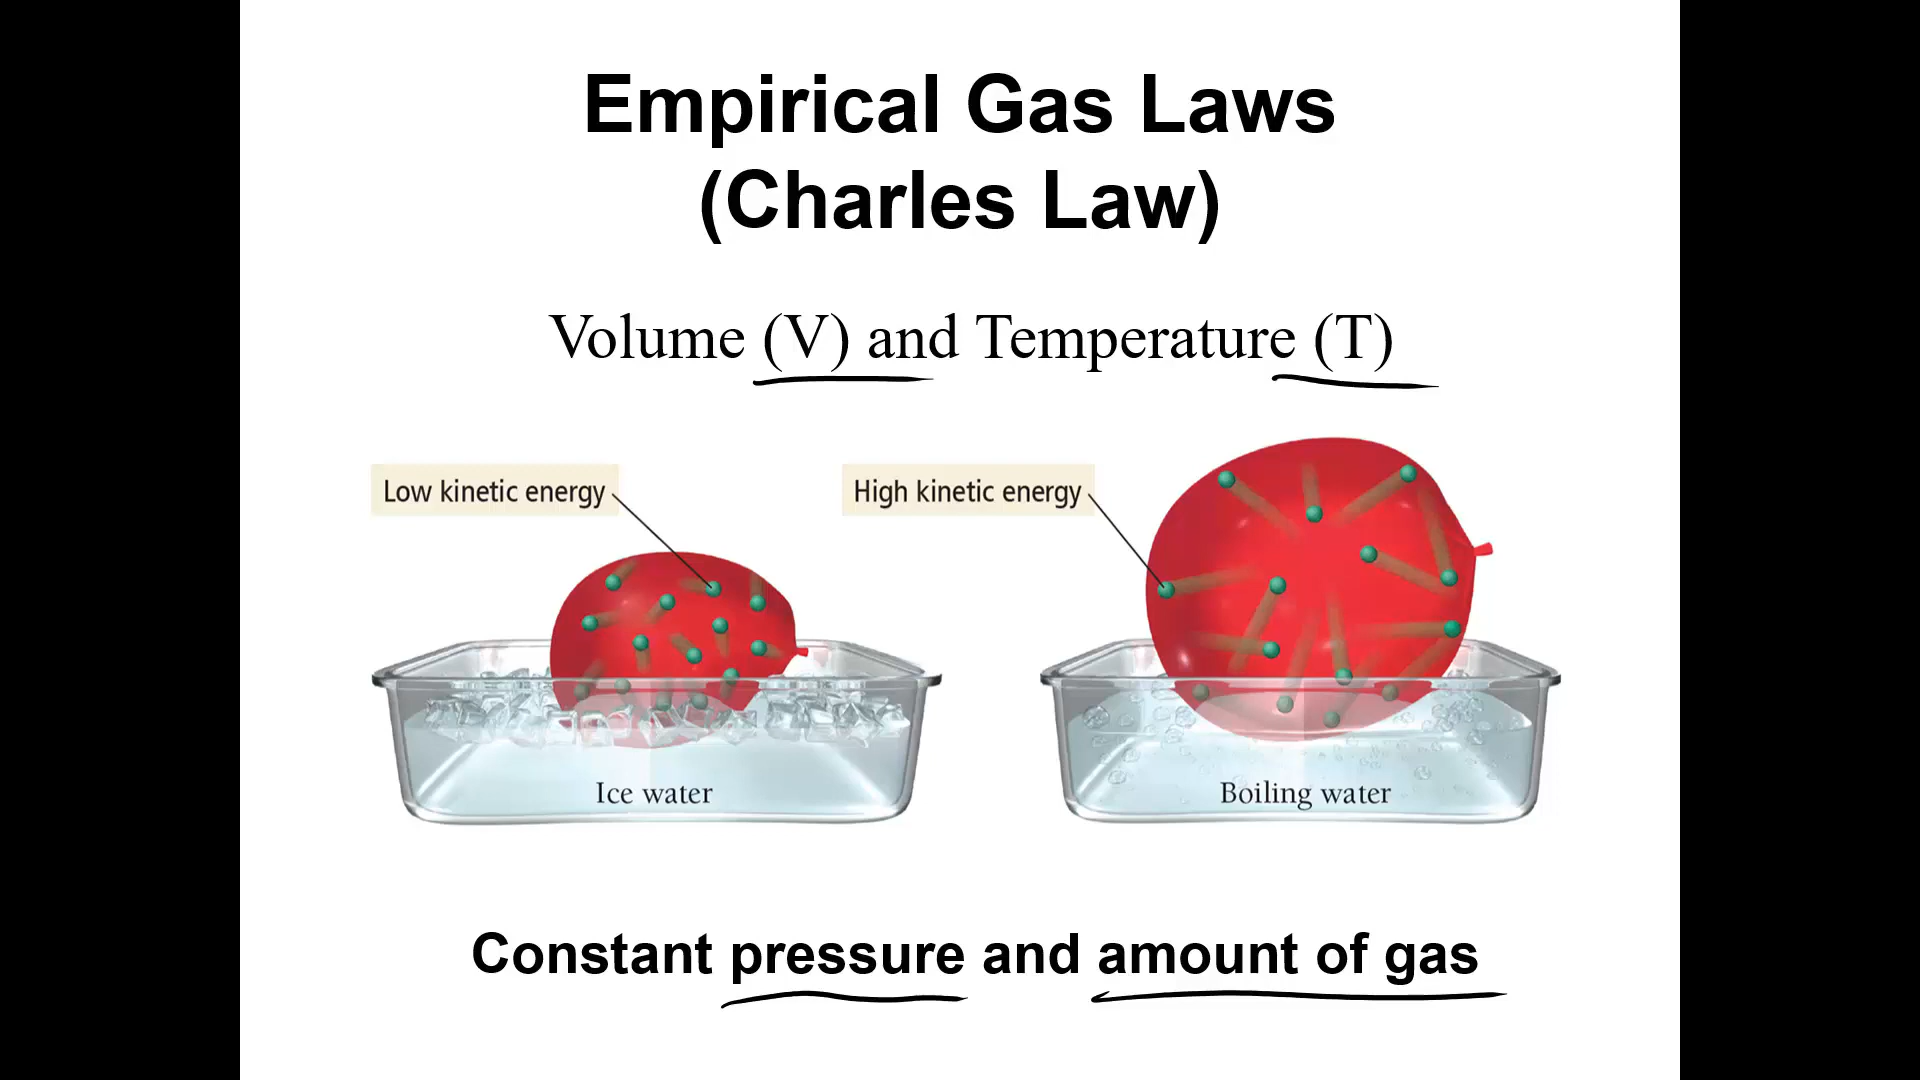 Empirical Gas Laws
(Charles Law)
Volume (V) and Temperature (T)
Low kinetic energy
High kinetic energy
Ice water
Boiling water
Constant pressure and amount of gas